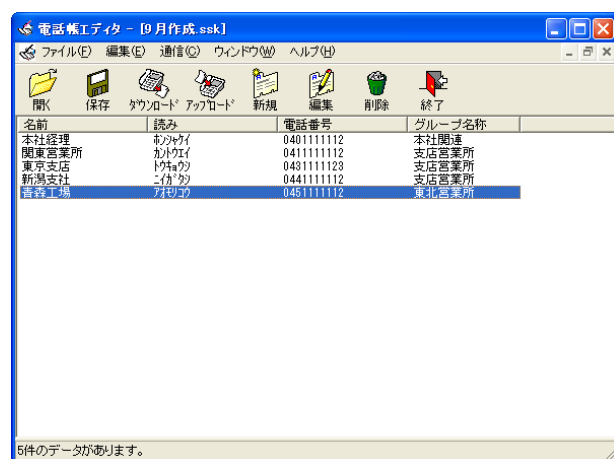 電話帳エディタ - [9月作成.ssk]
ファイル(F) 編集(E) 通信(C) ウィンドウ(W) ヘルプ(H)
開く 保存 ﾀﾞｳﾝﾛｰﾄﾞ ｱｯﾌﾟﾛｰﾄﾞ 新規 編集 削除 終了
名前 読み 電話番号 グループ名称
本社経理 ﾎﾝｼｬｹｲ 0401111112 本社関連
関東営業所 ｶﾝﾄｳｴｲ 0411111112 支店営業所
東京支店 ﾄｳｷｮｳｼ 0431111123 支店営業所
新潟支社 ﾆｲｶﾞﾀｼ 0441111112 支店営業所
青森工場 ｱｵﾓﾘｺｳ 0451111112 東北営業所
5件のデータがあります。